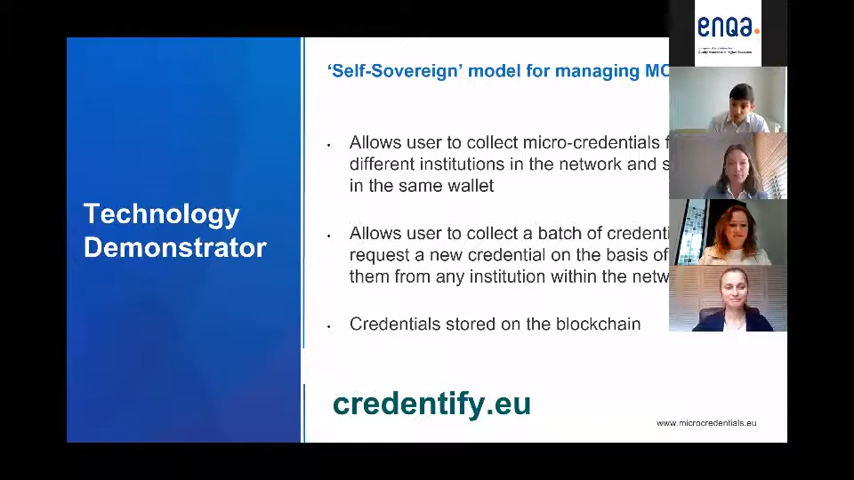 enqa.
'Self-Sovereign' model for managing MC
Allows user to collect micro-credentials f
different institutions in the network and s
in the same wallet
Technology
Demonstrator
Allows user to collect a batch of credenti
request a new credential on the basis of
them from any institution within the netw
Credentials stored on the blockchain
credentify.eu
www.microcredentials.eu